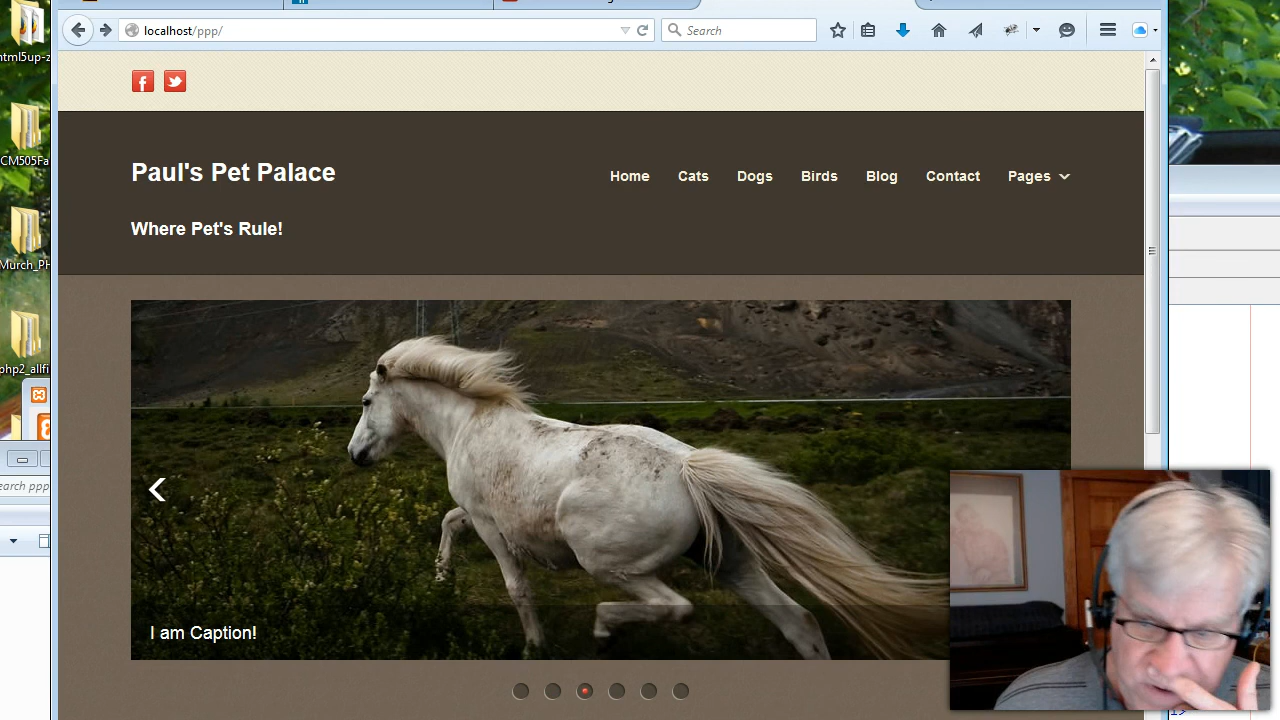 localhost/ppp/
Search
html5up-z
CM505Fa
Murch_PH
php2_allfi
Paul's Pet Palace
Home Cats Dogs Birds Blog Contact Pages
Where Pet's Rule!
earch ppp
I am Caption!